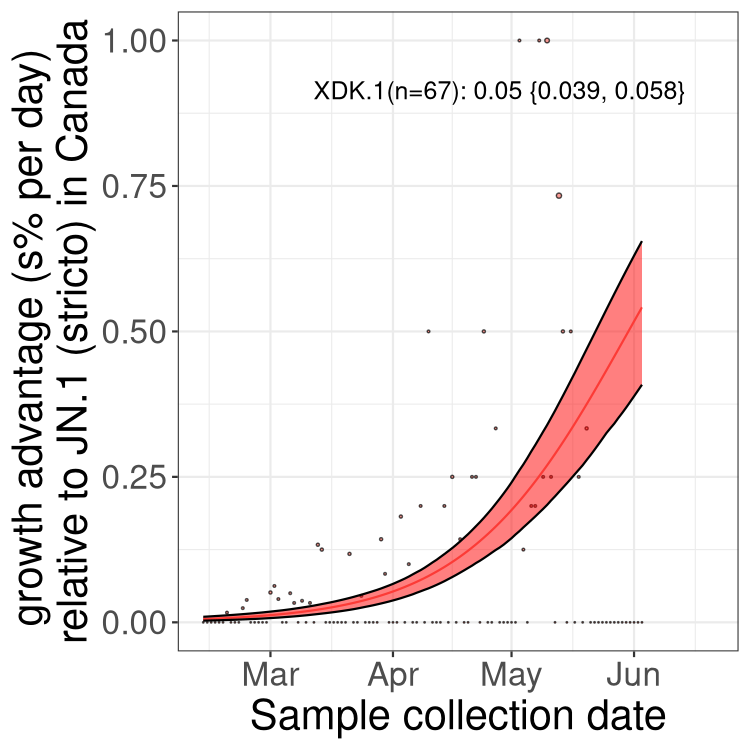 growth advantage (s% per day)
relative to JN.1 (stricto) in Canada
1.00
0.75
0.50
0.25
0.00
XDK.1(n=67): 0.05 {0.039, 0.058}
Mar Apr May Jun
Sample collection date